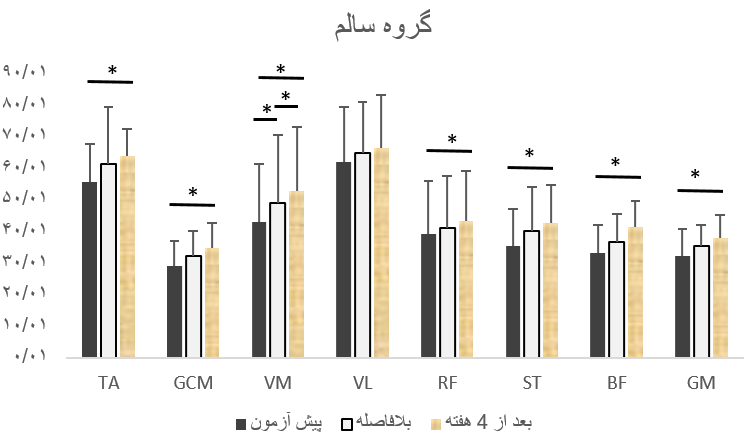 گروه سالم
۹۰/۰۱
۸۰/۰۱
۷۰/۰۱
۶۰/۰۱
۵۰/۰۱
۴۰/۰۱
۳۰/۰۱
۲۰/۰۱
۱۰/۰۱
۰/۰۱
* * * * * * * * *
TA GCM VM VL RF ST BF GM
پیش آزمون بلافاصله بعد از 4 هفته